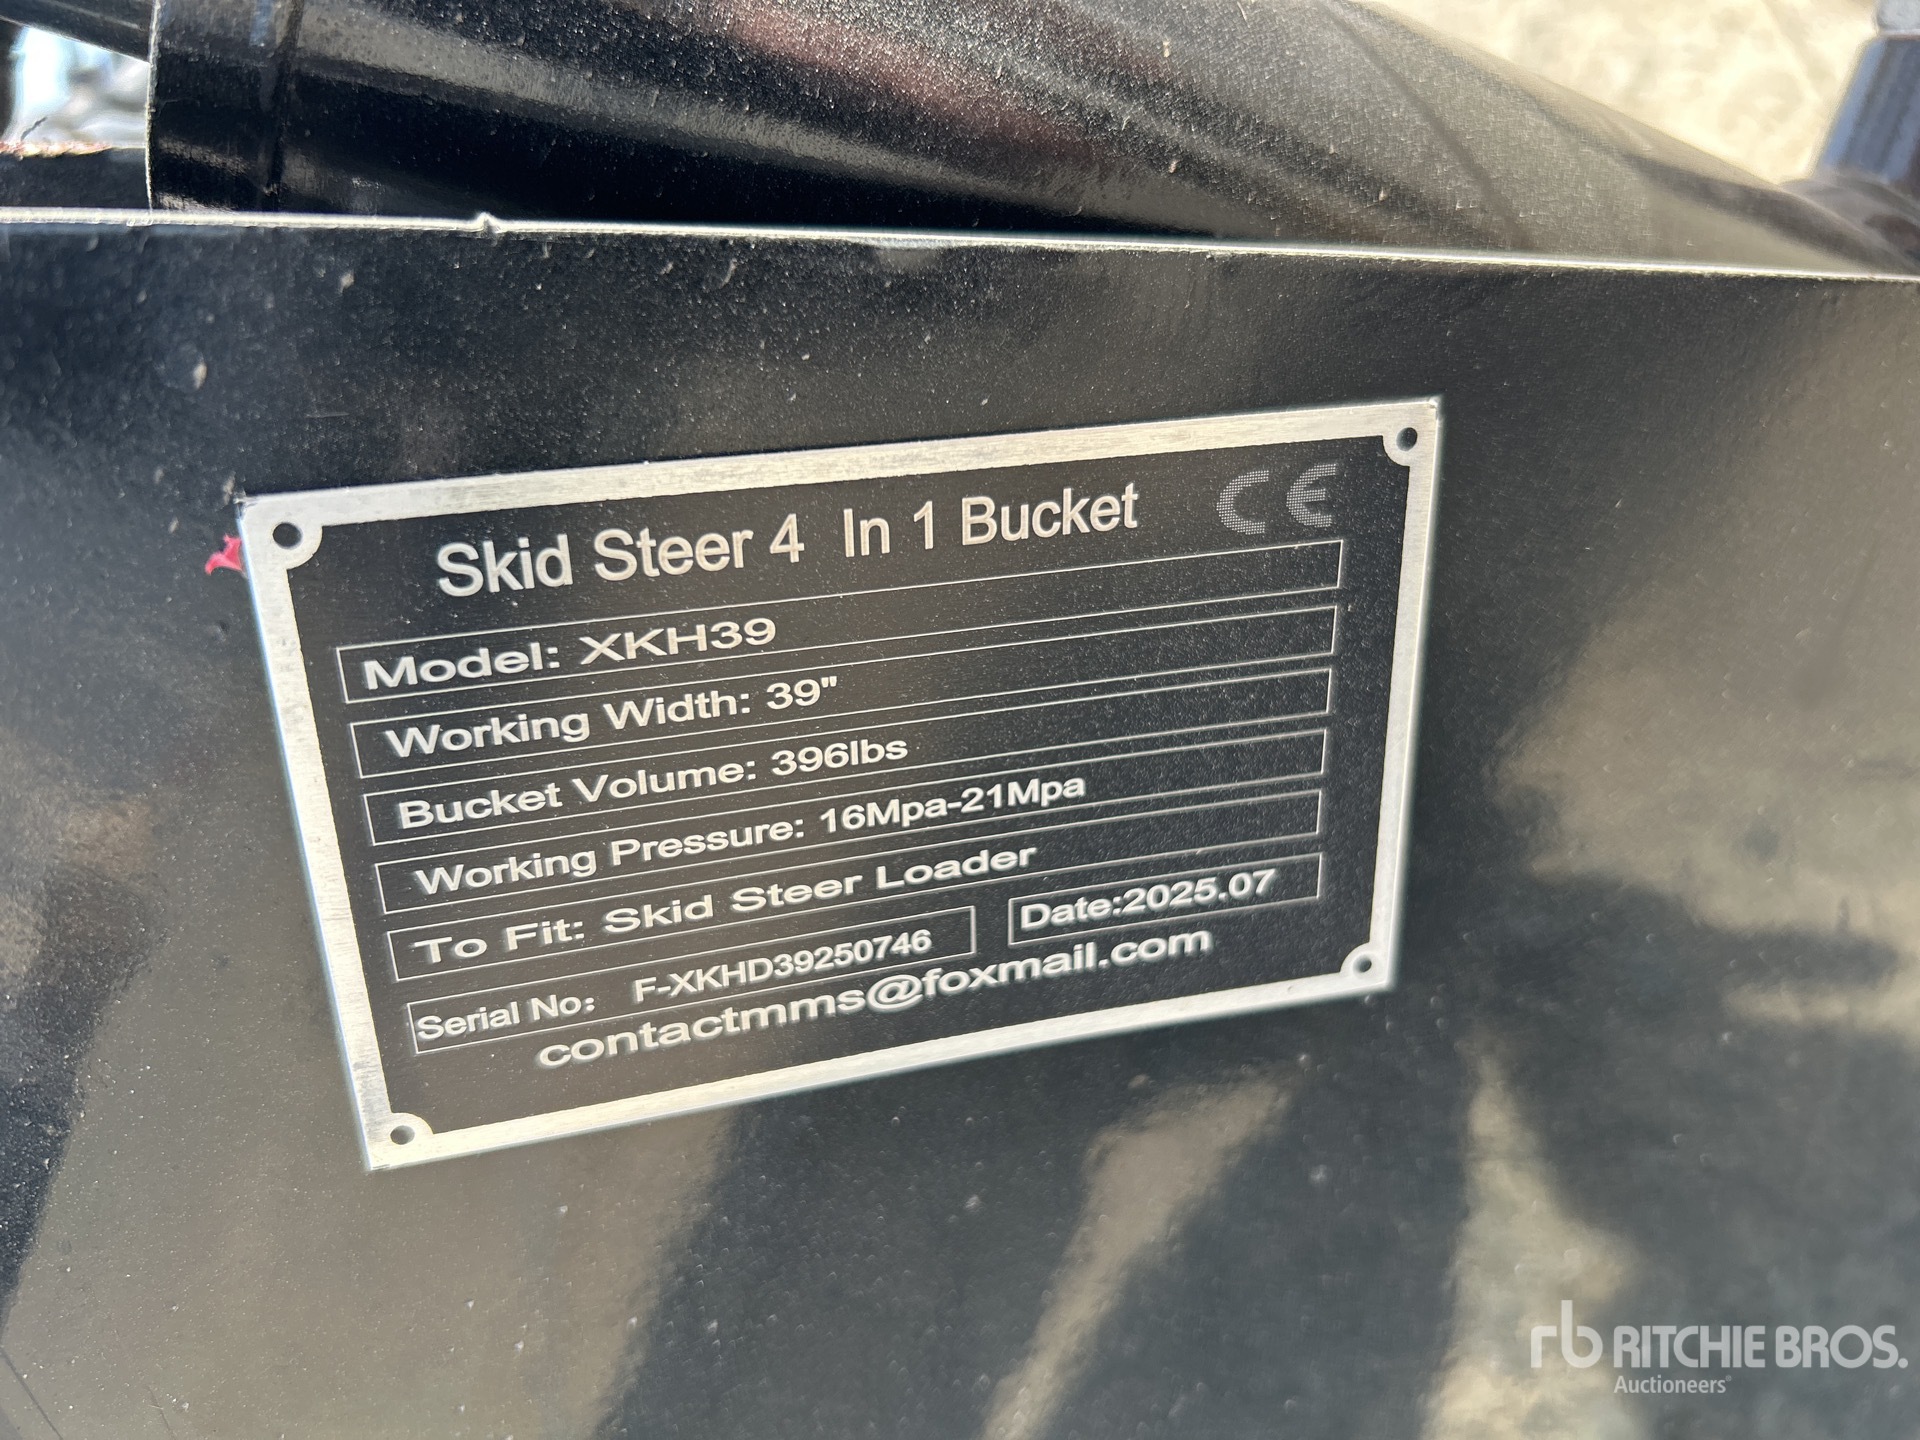 Skid Steer 4 In 1 Bucket CE
Model: XKH39
Working Width: 39"
Bucket Volume: 396lbs
Working Pressure: 16Mpa-21Mpa
To Fit: Skid Steer Loader
Serial No: F-XKHD39250746 Date:2025.07
contactmms@foxmail.com
rb RITCHIE BROS.
Auctioneers